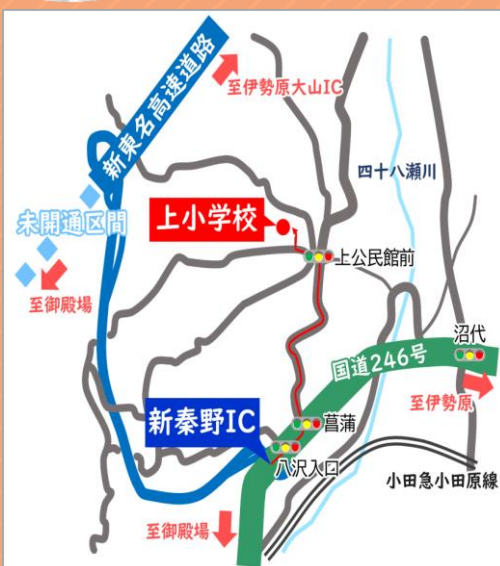 至伊勢原大山IC
新東名高速道路
四十八瀬川
上小学校
未開通区間
上公民館前
至御殿場
沼代
国道246号
至伊勢原
新秦野IC
菖蒲
八沢入口
小田急小田原線
至御殿場